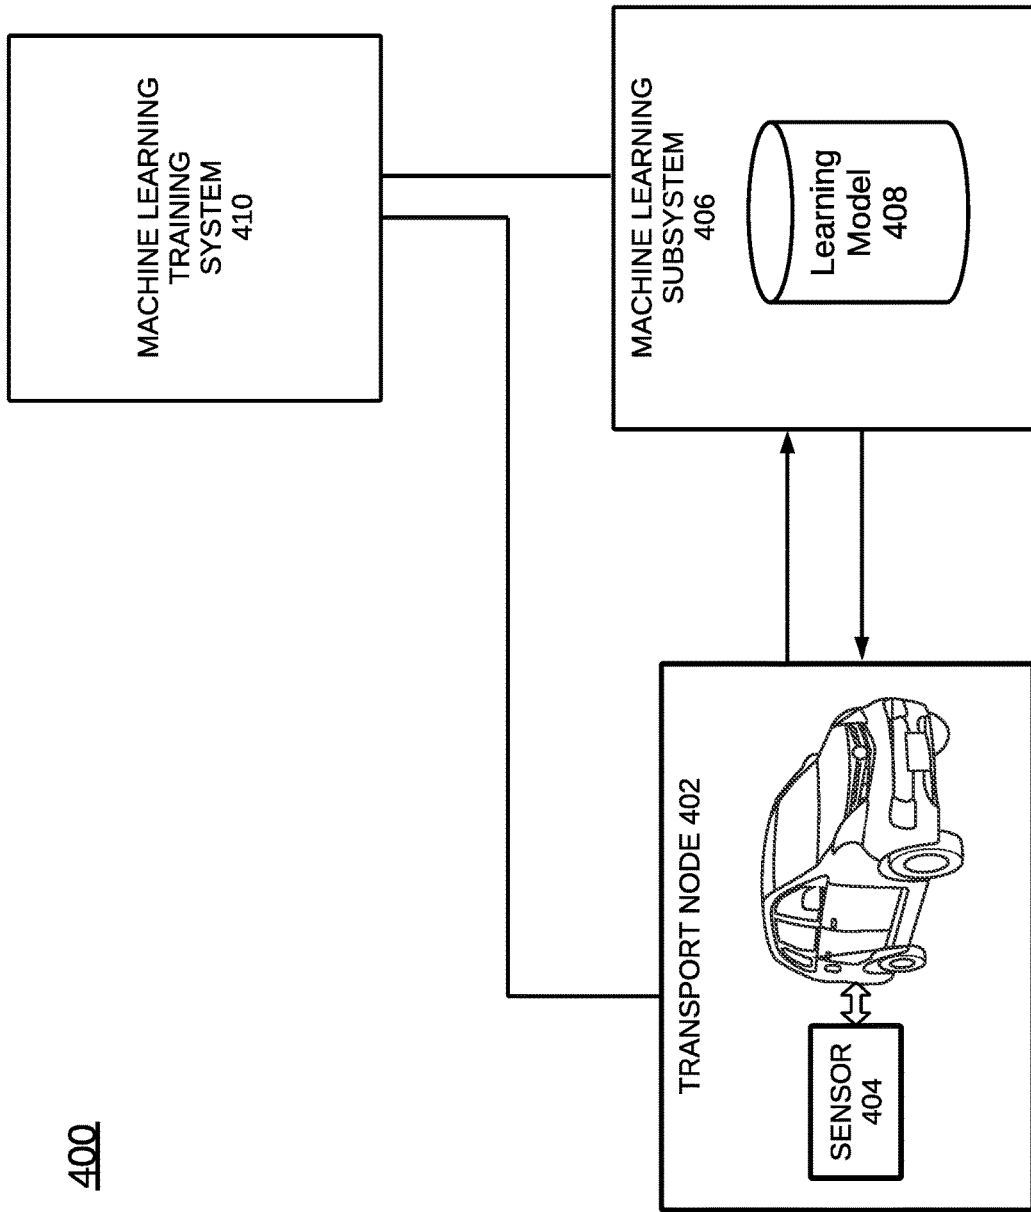 400
MACHINE LEARNING
TRAINING
SYSTEM
410
TRANSPORT NODE 402
SENSOR
404
MACHINE LEARNING
SUBSYSTEM
406
Learning
Model
408